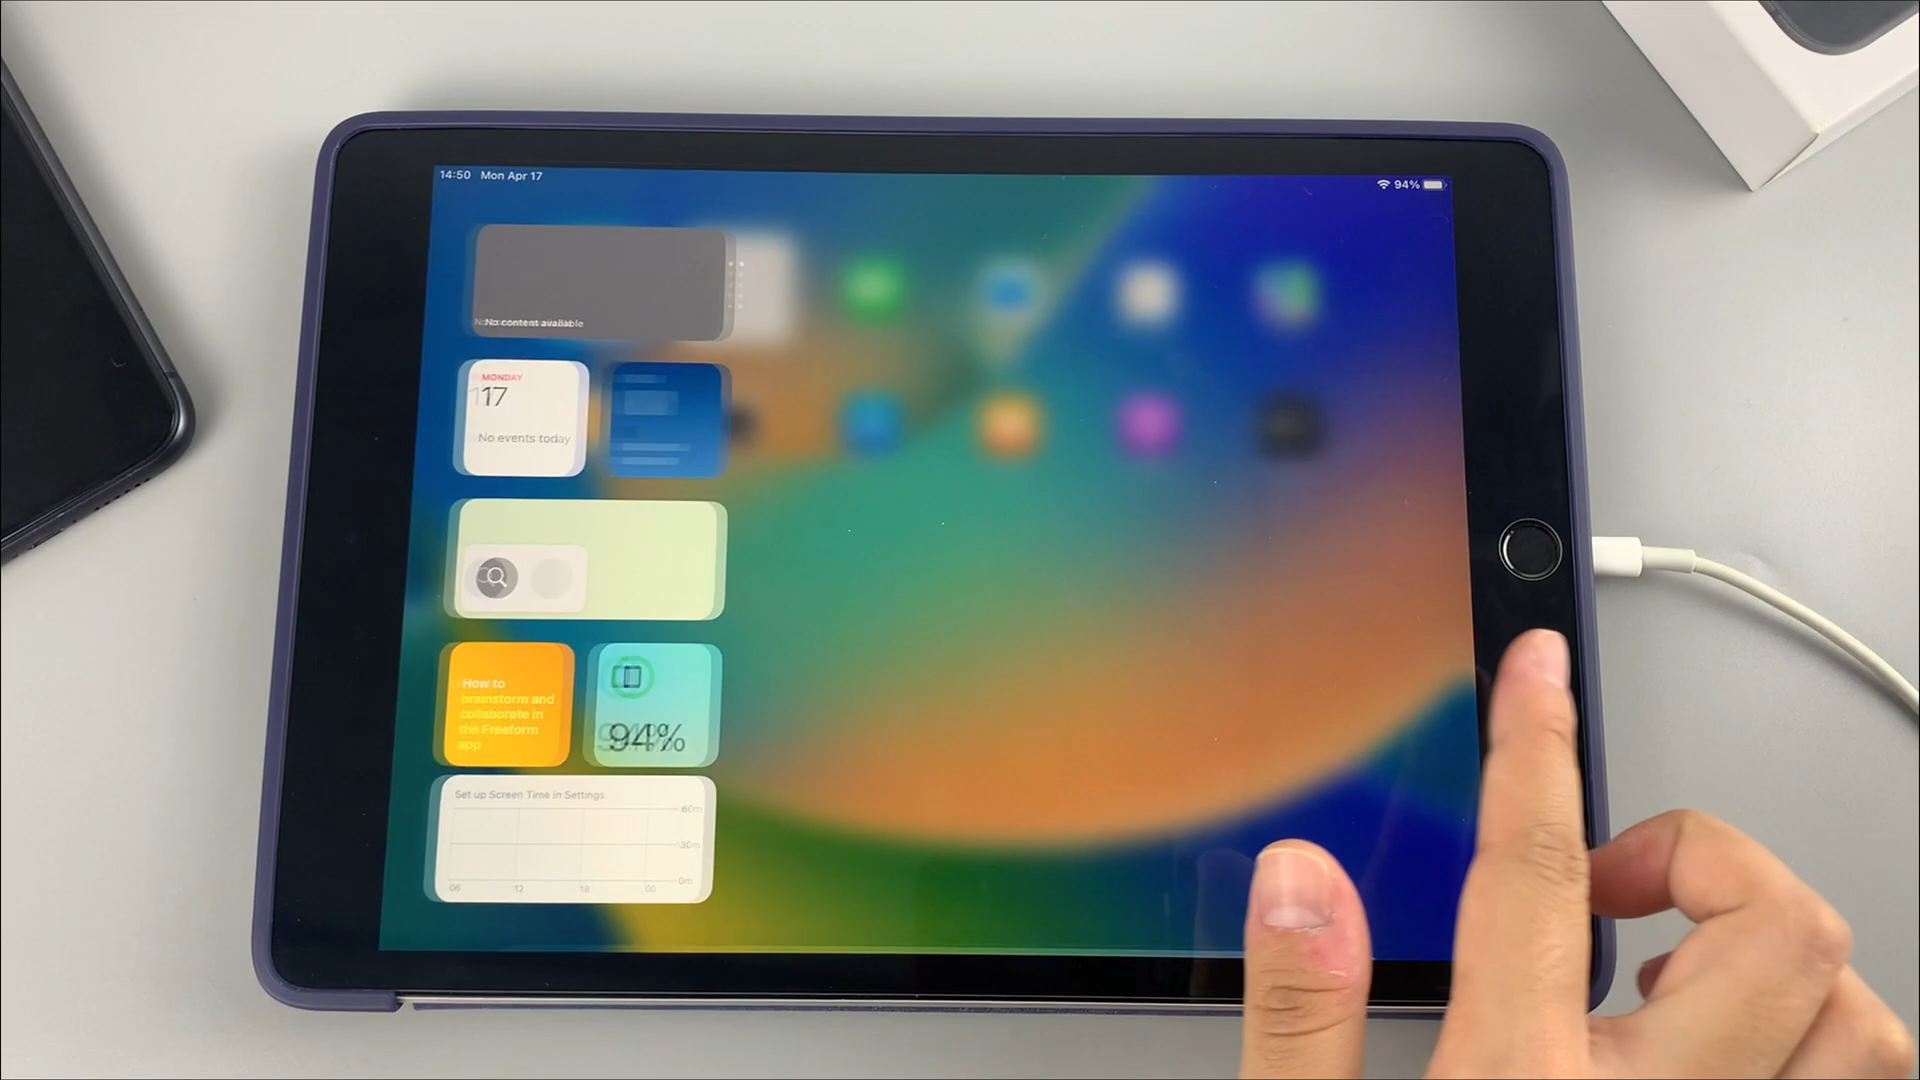 14:50 Mon Apr 17
94%
No content available
MONDAY
17
No events today
How to
brainstorm and
collaborate in
the Freeform
app
94%
Set up Screen Time in Settings.
60m
30m
0m
06 12 18 00